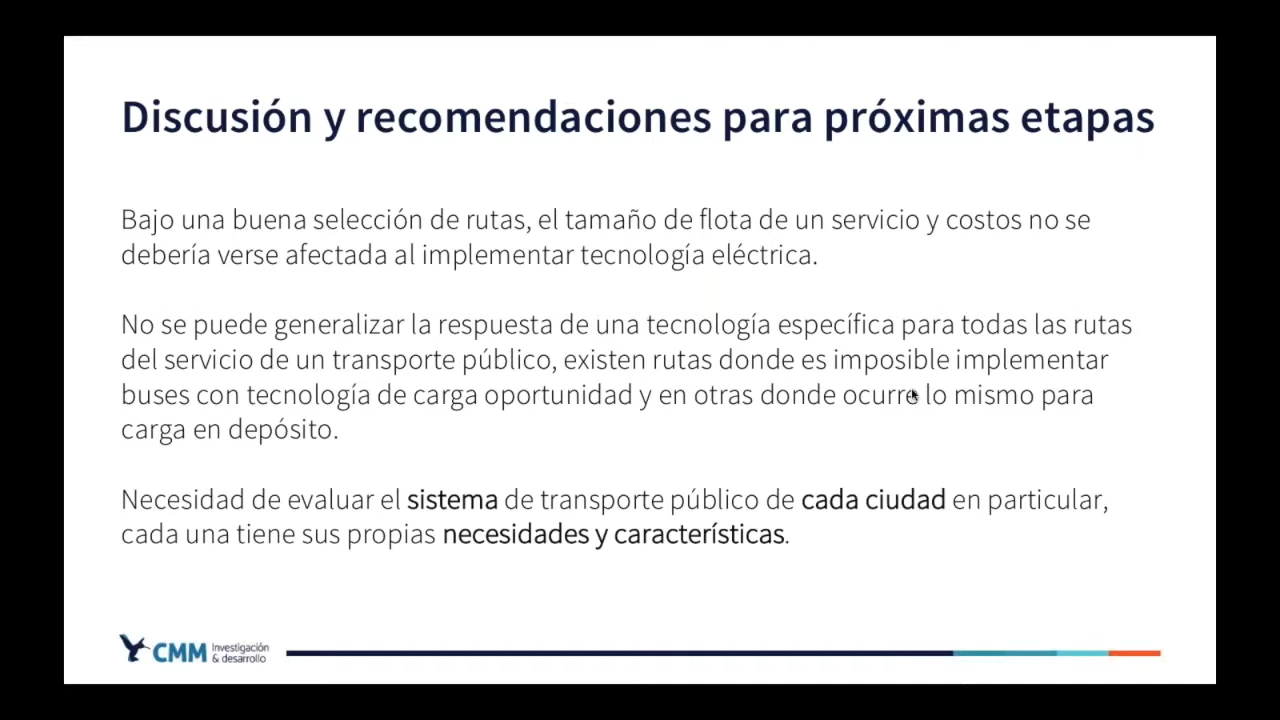 Discusión y recomendaciones para próximas etapas
Bajo una buena selección de rutas, el tamaño de flota de un servicio y costos no se
debería verse afectada al implementar tecnología eléctrica.
No se puede generalizar la respuesta de una tecnología específica para todas las rutas
del servicio de un transporte público, existen rutas donde es imposible implementar
buses con tecnología de carga oportunidad y en otras donde ocurre lo mismo para
carga en depósito.
Necesidad de evaluar el sistema de transporte público de cada ciudad en particular,
cada una tiene sus propias necesidades y características.
CMM Investigación
& desarrollo